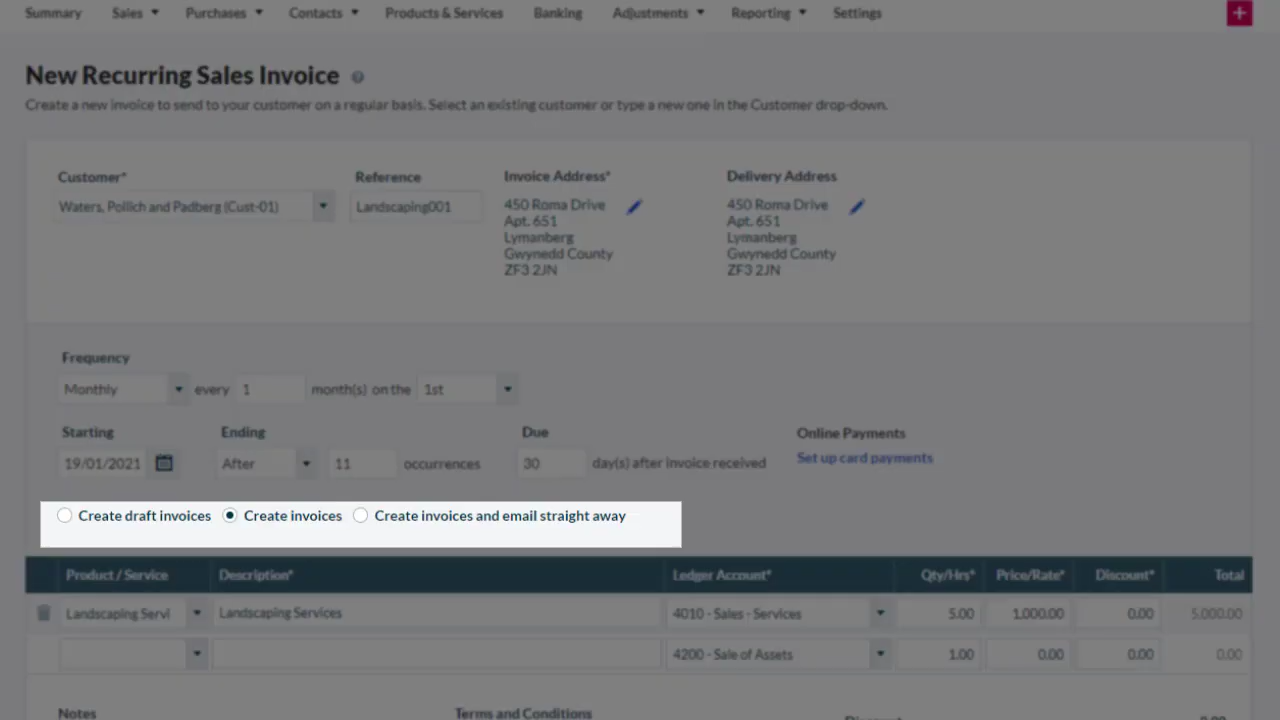 Summary Sales Purchases Contacts Products & Services Banking Adjustments Reporting Settings
New Recurring Sales Invoice
Create a new invoice to send to your customer on a regular basis. Select an existing customer or type a new one in the Customer drop-down.
Customer* Reference Invoice Address* Delivery Address
Waters, Pollich and Padberg (Cust-01) Landscaping001 450 Roma Drive 450 Roma Drive
Apt. 651 Apt. 651
Lymanberg Lymanberg
Gwynedd County Gwynedd County
ZF3 2JN ZF3 2JN
Frequency
Monthly every 1 month(s) on the 1st
Starting Ending Due Online Payments
19/01/2021 After 11 occurrences 30 day(s) after invoice received Set up card payments
Create draft invoices Create invoices Create invoices and email straight away
Product / Service Description* Ledger Account* Qty/Hrs* Price/Rate* Discount* Total
Landscaping Servi Landscaping Services 4010 - Sales - Services 5.00 1,000.00 0.00 5,000.00
4200 - Sale of Assets 1.00 0.00 0.00 0.00
Notes Terms and Conditions